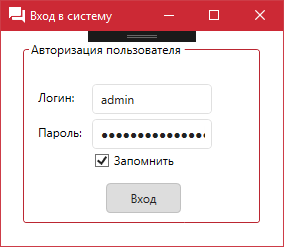 Вход в систему
Авторизация пользователя
Логин:
admin
Пароль:
●●●●●●●●●●●●●●●
Запомнить
Вход